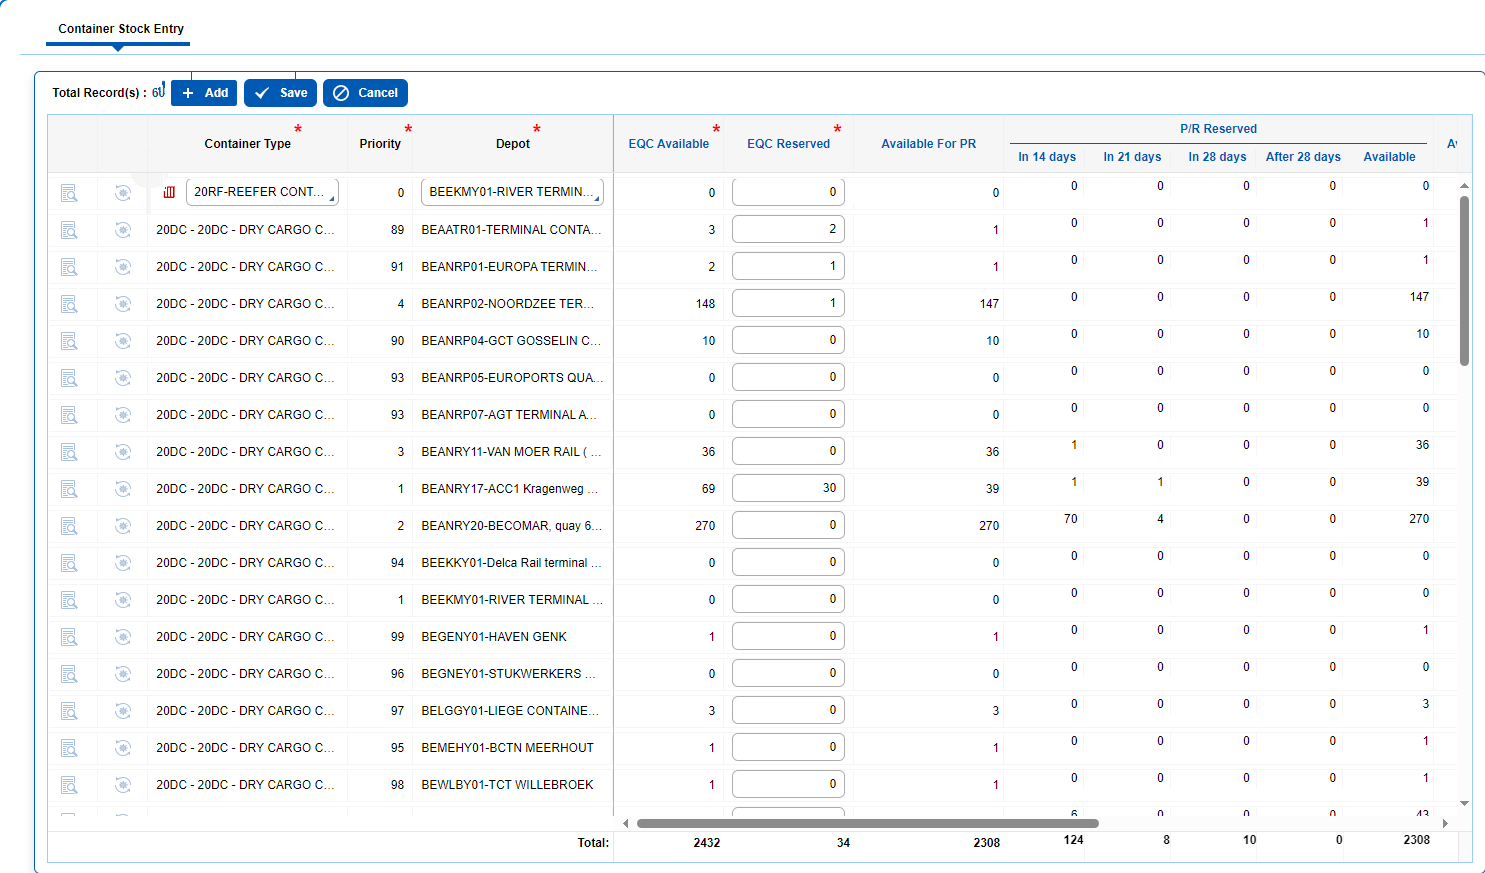 Container Stock Entry
Total Record(s) : Add Save Cancel
P/R Reserved
Container Type * Priority * Depot * EQC Available * EQC Reserved * Available For PR In 14 days In 21 days In 28 days After 28 days Available
20RF-REEFER CONT... 0 BEEKMY01-RIVER TERMIN... 0 0 0 0 0 0 0 0
20DC - 20DC - DRY CARGO C... 89 BEAATR01-TERMINAL CONTA... 3 2 1 0 0 0 0 1
20DC - 20DC - DRY CARGO C... 91 BEANRP01-EUROPA TERMIN... 2 1 1 0 0 0 0 1
20DC - 20DC - DRY CARGO C... 4 BEANRP02-NOORDZEE TER... 148 1 147 0 0 0 0 147
20DC - 20DC - DRY CARGO C... 90 BEANRP04-GCT GOSSELIN C... 10 0 10 0 0 0 0 10
20DC - 20DC - DRY CARGO C... 93 BEANRP05-EUROPORTS QUA... 0 0 0 0 0 0 0 0
20DC - 20DC - DRY CARGO C... 93 BEANRP07-AGT TERMINAL A... 0 0 0 0 0 0 0 0
20DC - 20DC - DRY CARGO C... 3 BEANRY11-VAN MOER RAIL ( ... 36 0 36 1 0 0 0 36
20DC - 20DC - DRY CARGO C... 1 BEANRY17-ACC1 Kragenweg ... 69 30 39 1 1 0 0 39
20DC - 20DC - DRY CARGO C... 2 BEANRY20-BECOMAR, quay 6... 270 0 270 70 4 0 0 270
20DC - 20DC - DRY CARGO C... 94 BEEKKY01-Delca Rail terminal ... 0 0 0 0 0 0 0 0
20DC - 20DC - DRY CARGO C... 1 BEEKMY01-RIVER TERMINAL ... 0 0 0 0 0 0 0 0
20DC - 20DC - DRY CARGO C... 99 BEGENY01-HAVEN GENK 1 0 1 0 0 0 0 1
20DC - 20DC - DRY CARGO C... 96 BEGNEY01-STUKWERKERS ... 0 0 0 0 0 0 0 0
20DC - 20DC - DRY CARGO C... 97 BELGGY01-LIEGE CONTAINE... 3 0 3 0 0 0 0 3
20DC - 20DC - DRY CARGO C... 95 BEMEHY01-BCTN MEERHOUT 1 0 1 0 0 0 0 1
20DC - 20DC - DRY CARGO C... 98 BEWLBY01-TCT WILLEBROEK 1 0 1 0 0 0 0 1
Total: 2432 34 2308 124 8 10 0 2308